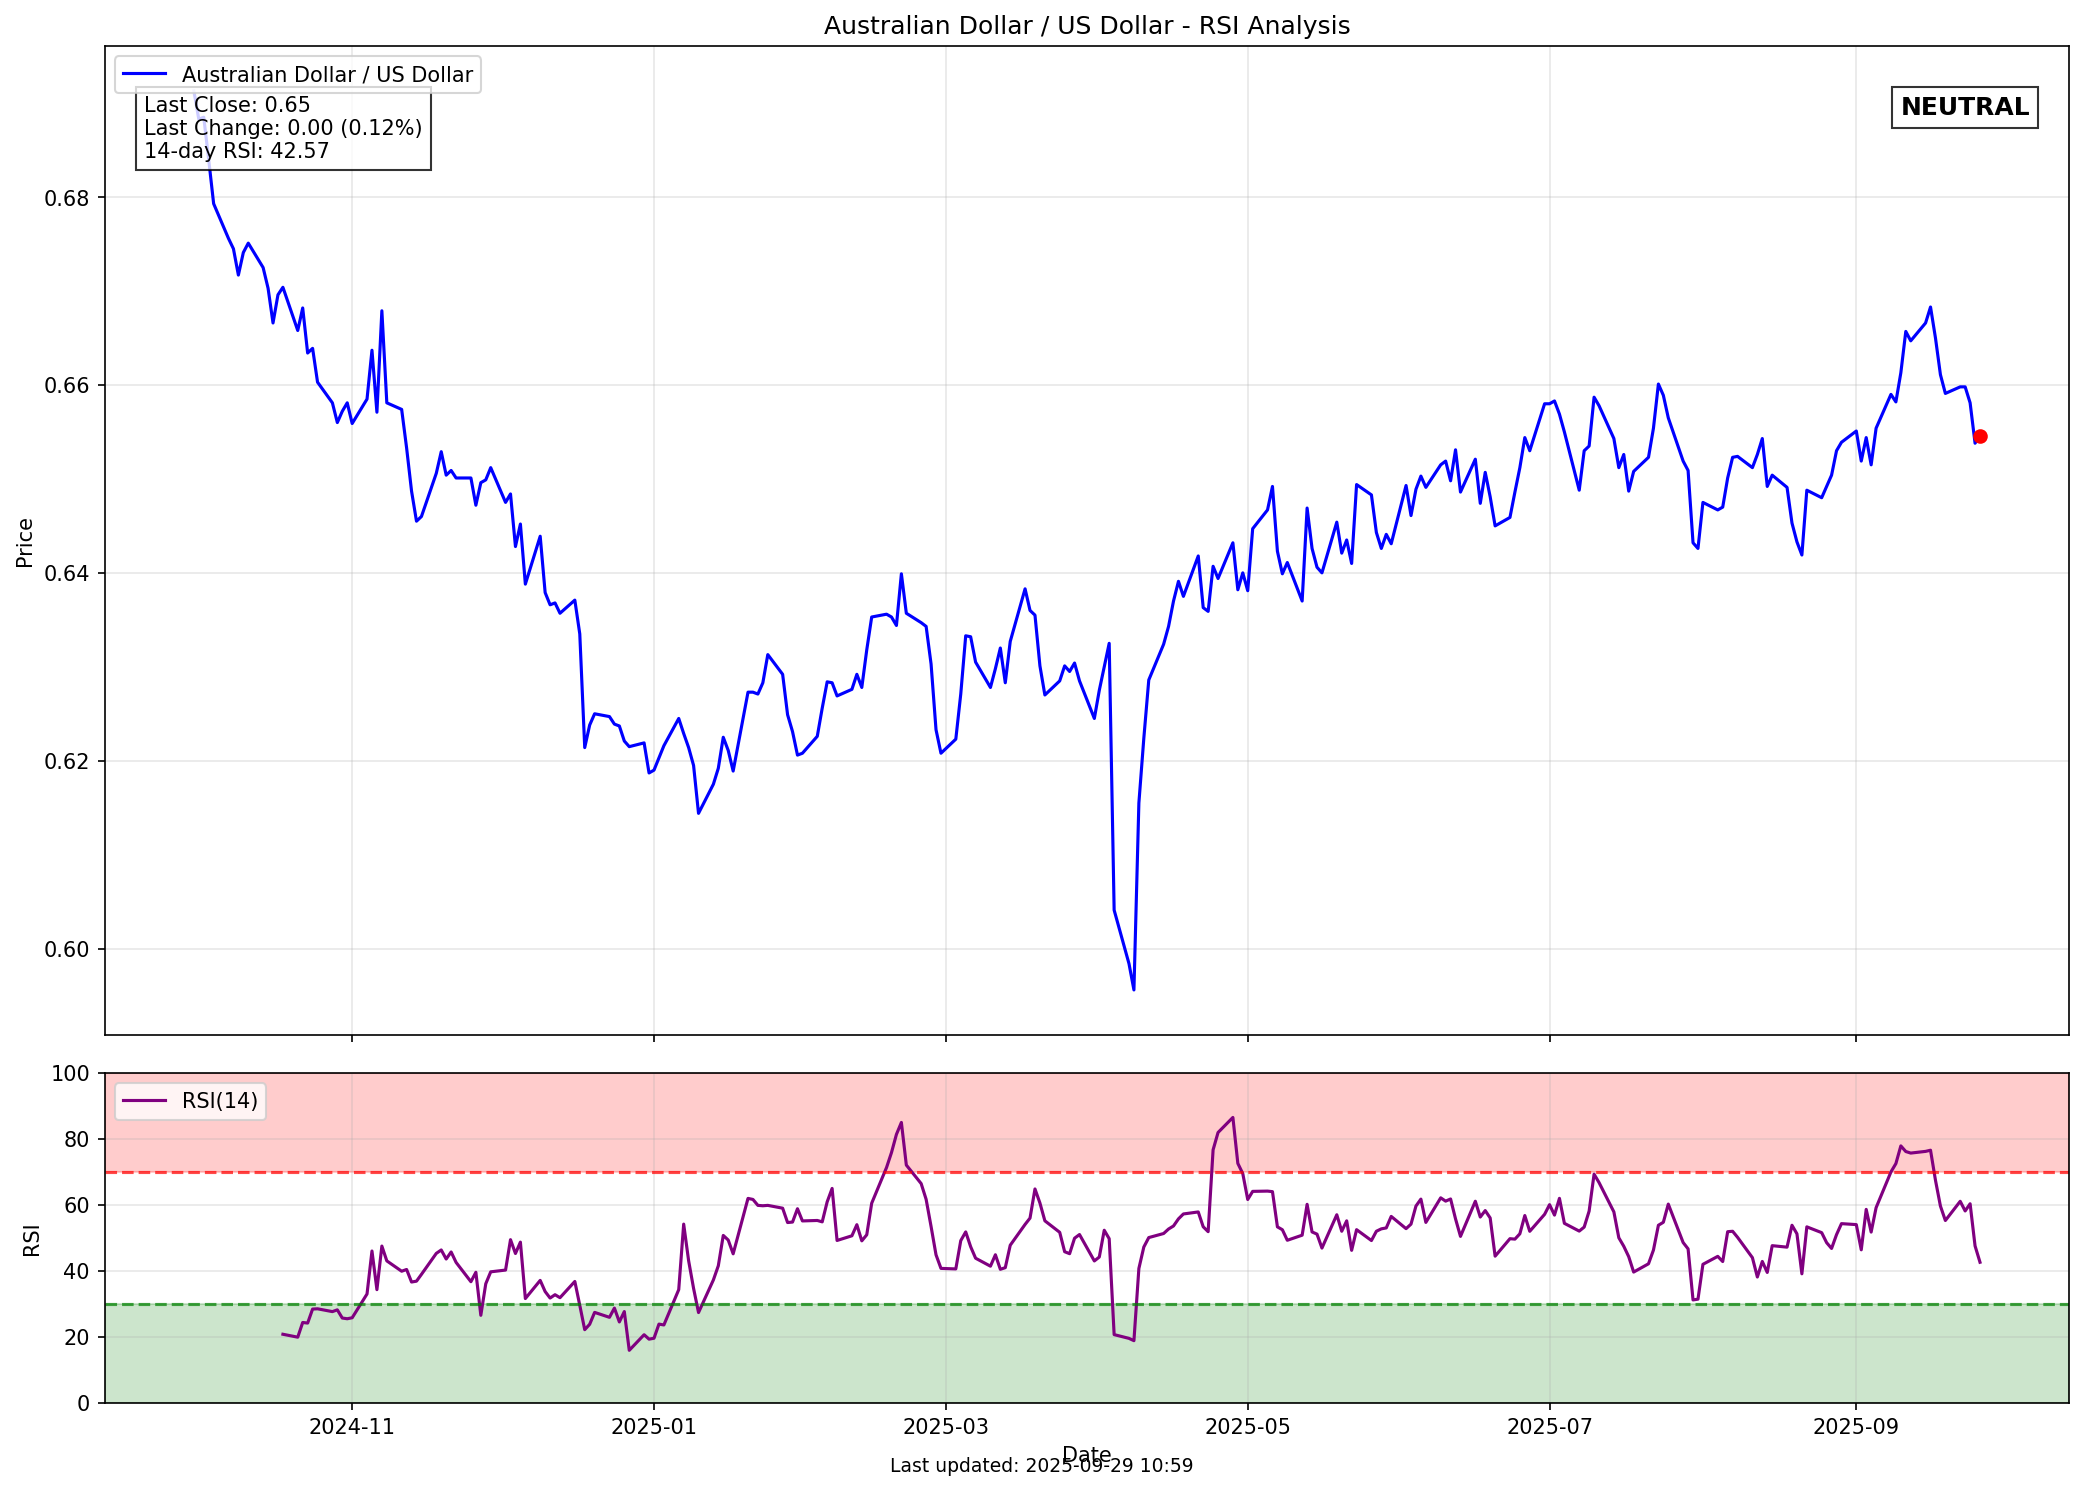 Australian Dollar / US Dollar - RSI Analysis
Australian Dollar / US Dollar
Last Close: 0.65
Last Change: 0.00 (0.12%)
14-day RSI: 42.57
NEUTRAL
Price
0.68
0.66
0.64
0.62
0.60
RSI(14)
RSI
100
80
60
40
20
0
2024-11
2025-01
2025-03
2025-05
2025-07
2025-09
Date
Last updated: 2025-09-29 10:59